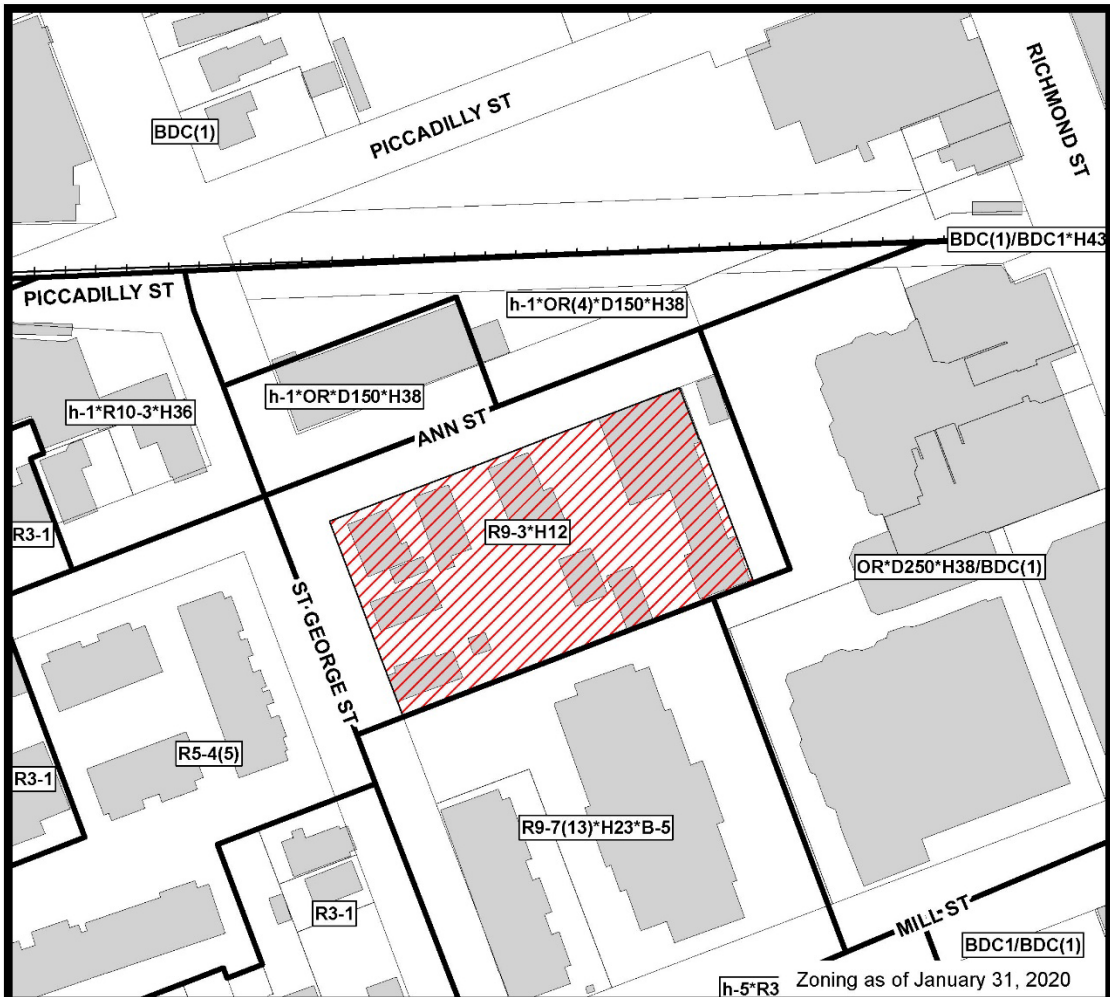 RICHMOND ST
PICCADILLY ST
BDC(1)
BDC(1)/BDC1*H43
PICCADILLY ST
h-1*OR(4)*D150*H38
h-1*OR*D150*H38
h-1*R10-3*H36
ANN ST
R3-1
R9-3*H12
OR*D250*H38/BDC(1)
ST GEORGE ST
R5-4(5)
R3-1
R9-7(13)*H23*B-5
R3-1
MILL ST
BDC1/BDC(1)
h-5*R3
Zoning as of January 31, 2020